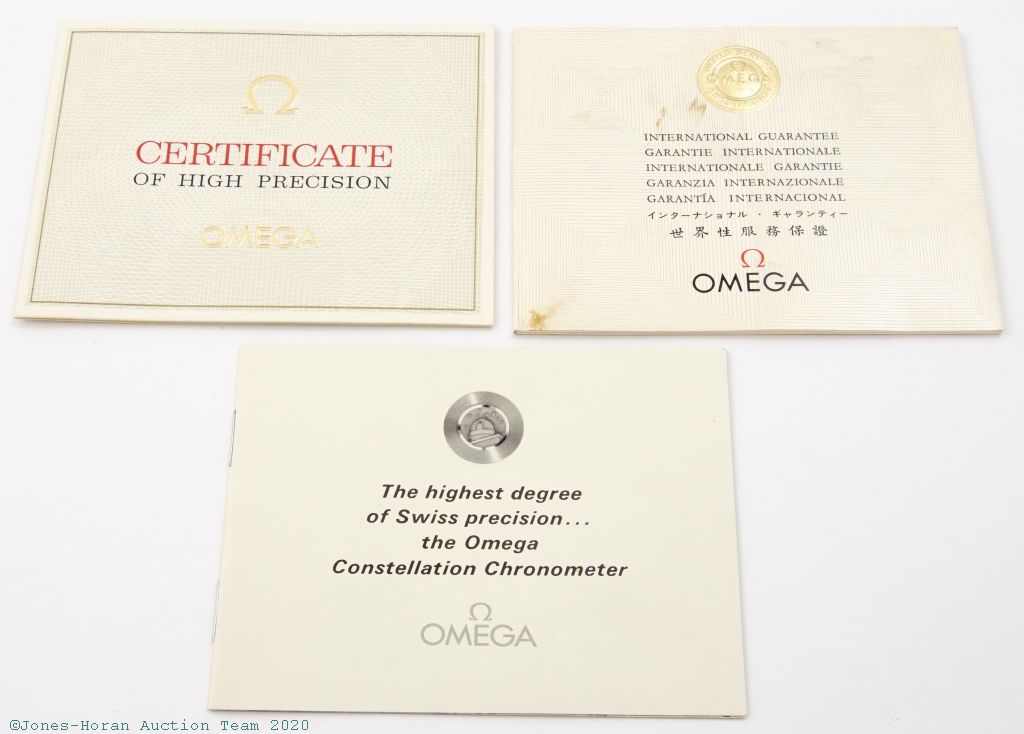 CERTIFICATE
OF HIGH PRECISION
OMEGA
OMEGA
INTERNATIONAL GUARANTEE
GARANTIE INTERNATIONALE
INTERNATIONALE GARANTIE
GARANZIA INTERNAZIONALE
GARANTÍA INTERNACIONAL
インターナショナル・ギャランティー
世界性服務保證
Ω
OMEGA
The highest degree
of Swiss precision...
the Omega
Constellation Chronometer
Ω
OMEGA
©Jones-Horan Auction Team 2020